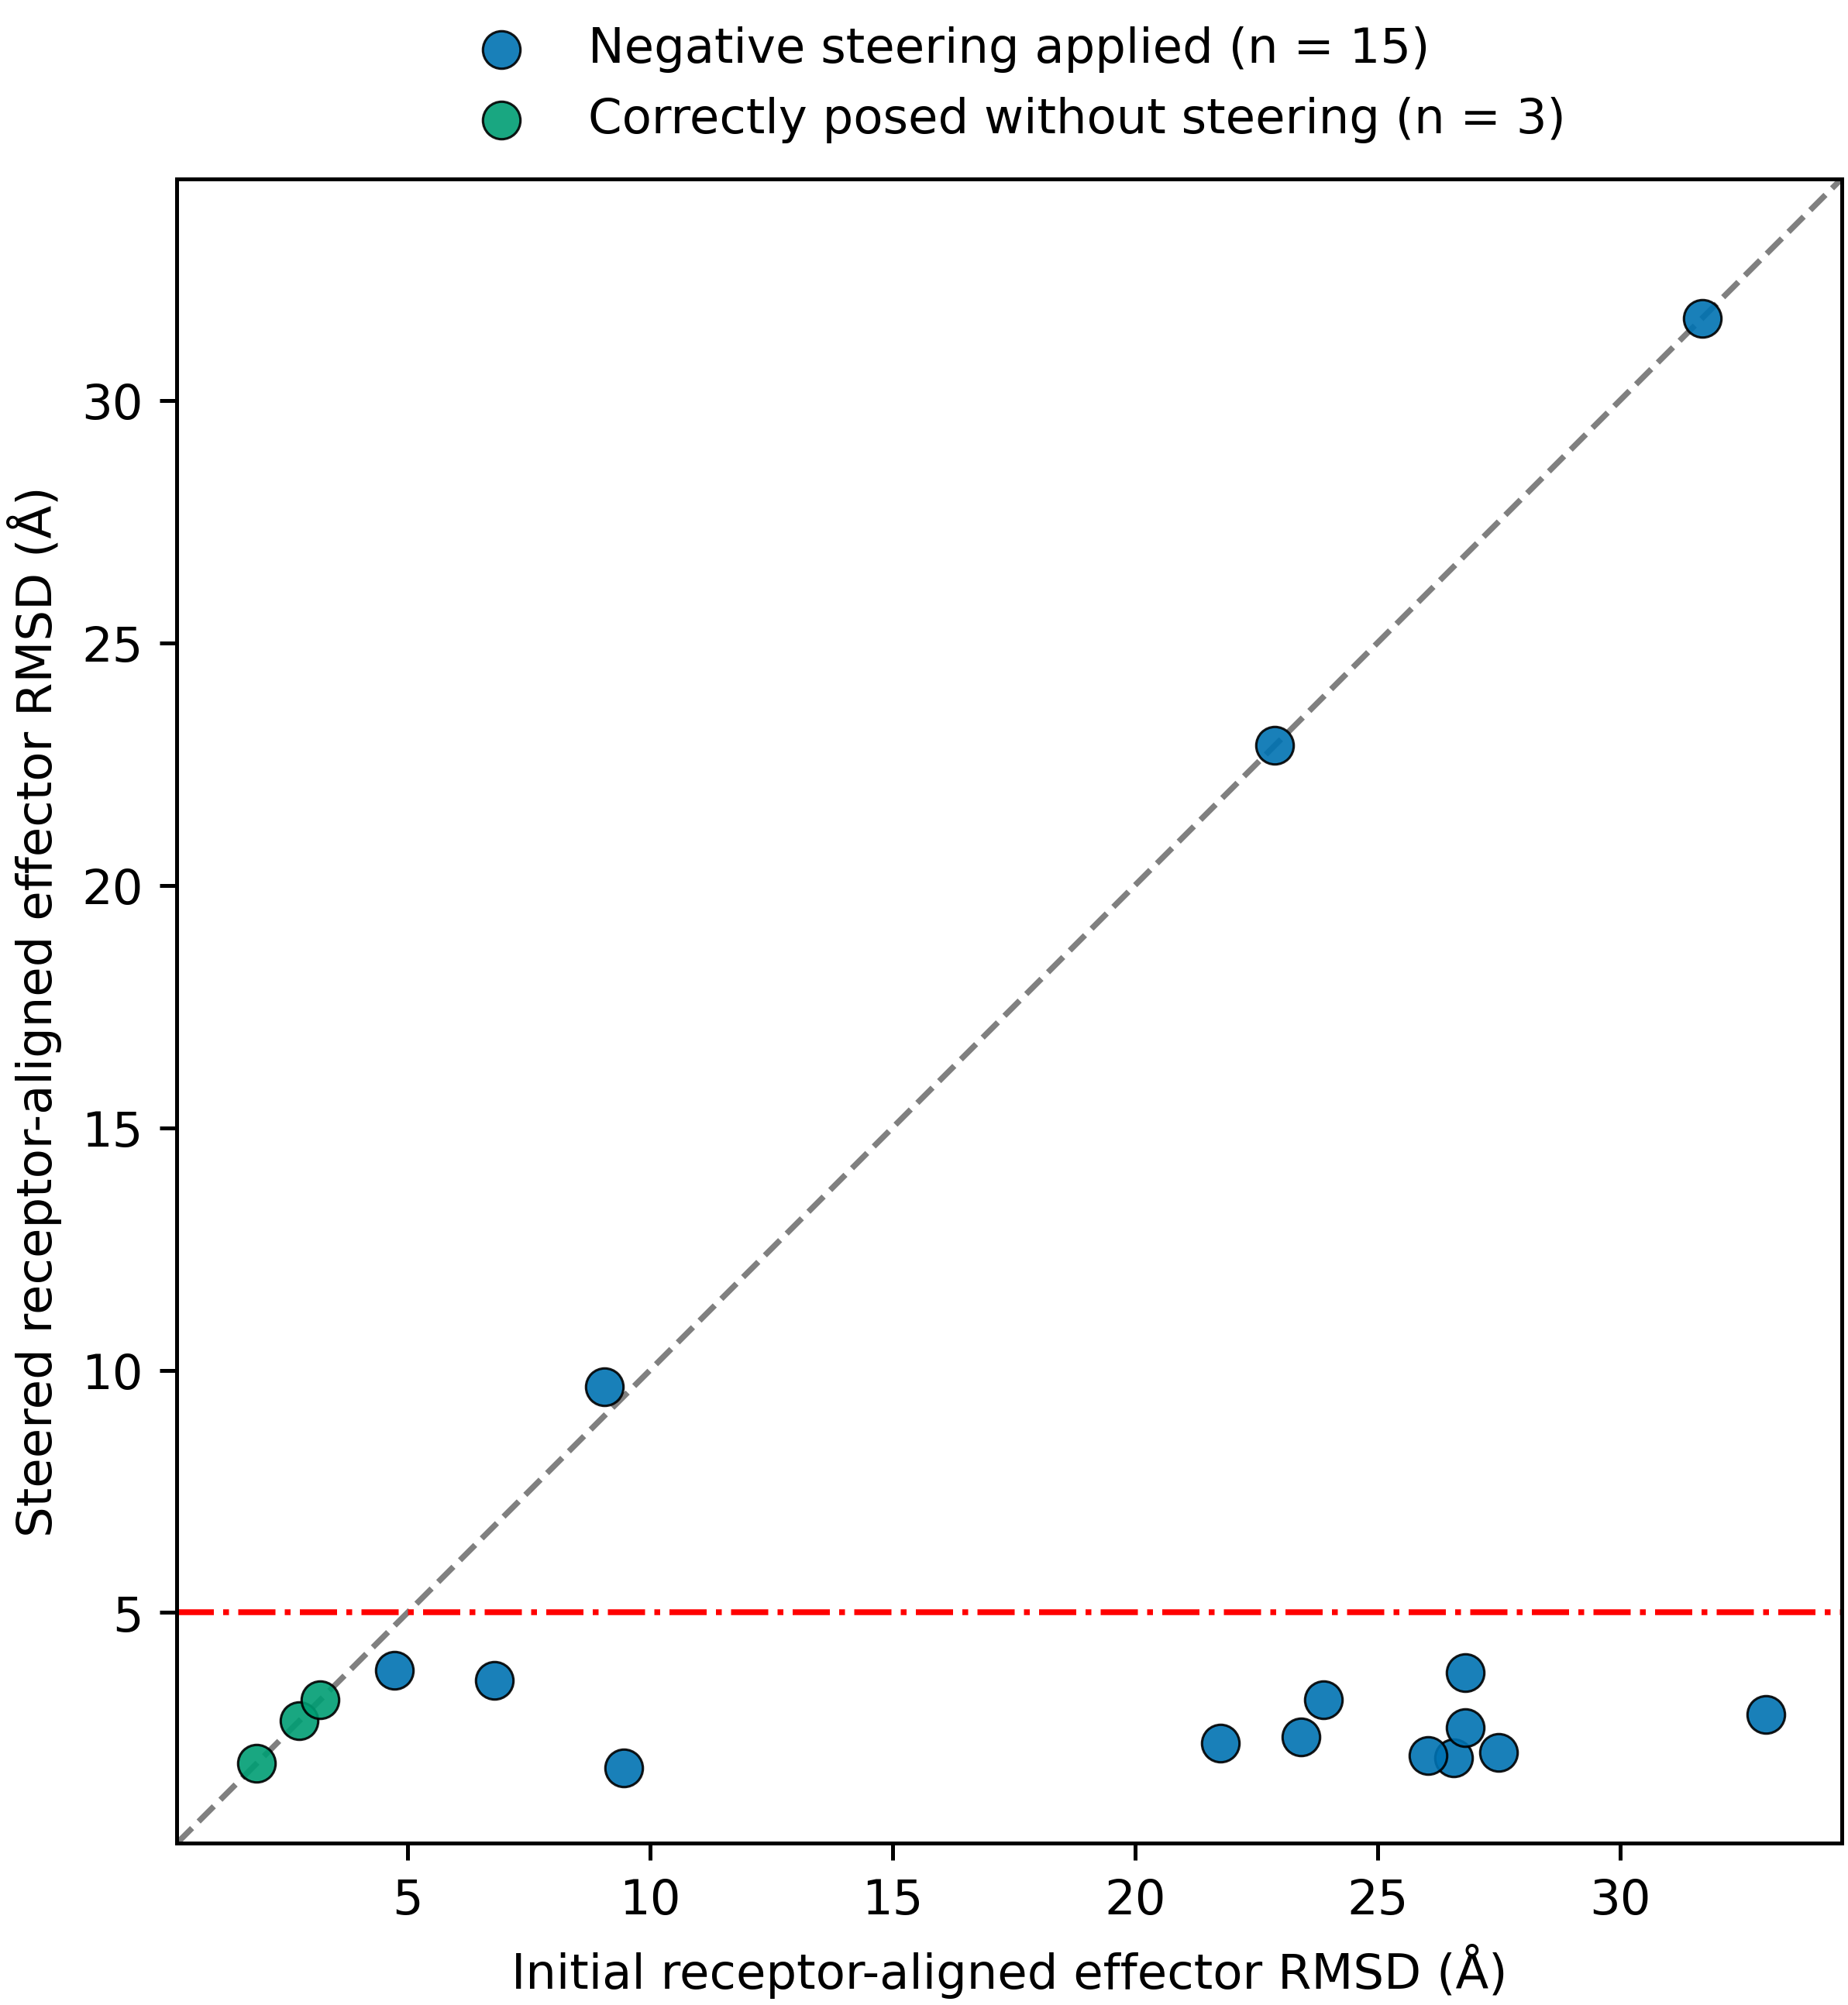 Negative steering applied (n = 15)
Correctly posed without steering (n = 3)
Steered receptor-aligned effector RMSD (Å)
30
25
20
15
10
5
5 10 15 20 25 30
Initial receptor-aligned effector RMSD (Å)